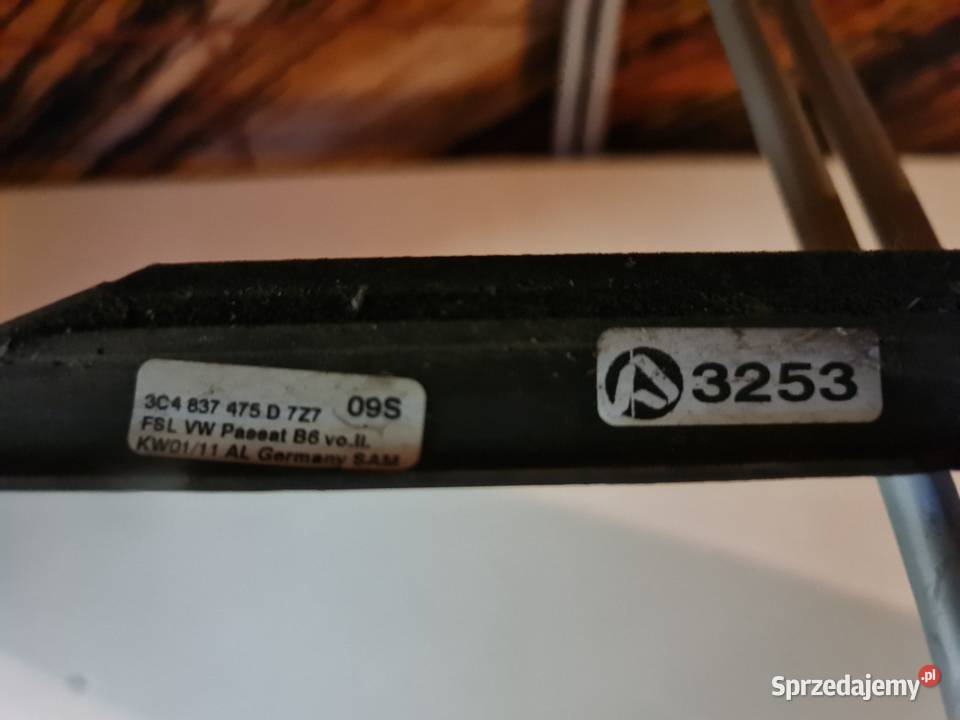 3C4 837 475 D 7Z7 09S
FSL VW Passat B6 vo.li.
KW01/11 AL Germany SAM
3253
Sprzedajemy.pl